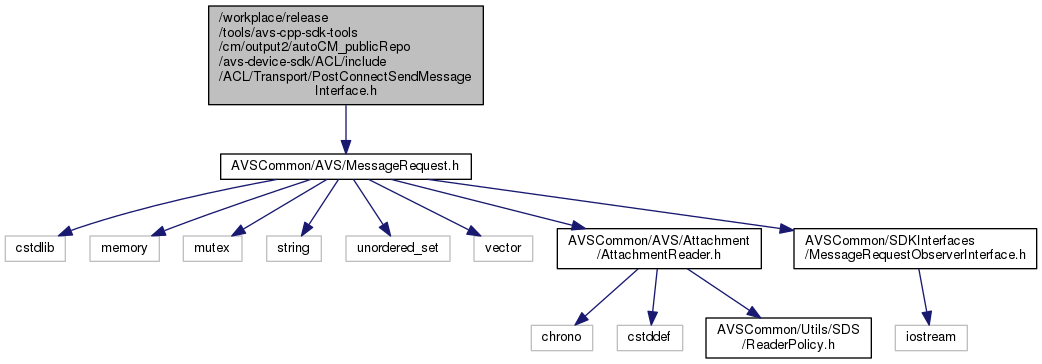 /workplace/release
/tools/avs-cpp-sdk-tools
/cm/output2/autoCM_publicRepo
/avs-device-sdk/ACL/include
/ACL/Transport/PostConnectSendMessage
Interface.h
AVSCommon/AVS/MessageRequest.h
cstdlib
memory
mutex
string
unordered_set
vector
AVSCommon/AVS/Attachment
/AttachmentReader.h
AVSCommon/SDKInterfaces
/MessageRequestObserverInterface.h
chrono
cstddef
AVSCommon/Utils/SDS
/ReaderPolicy.h
iostream